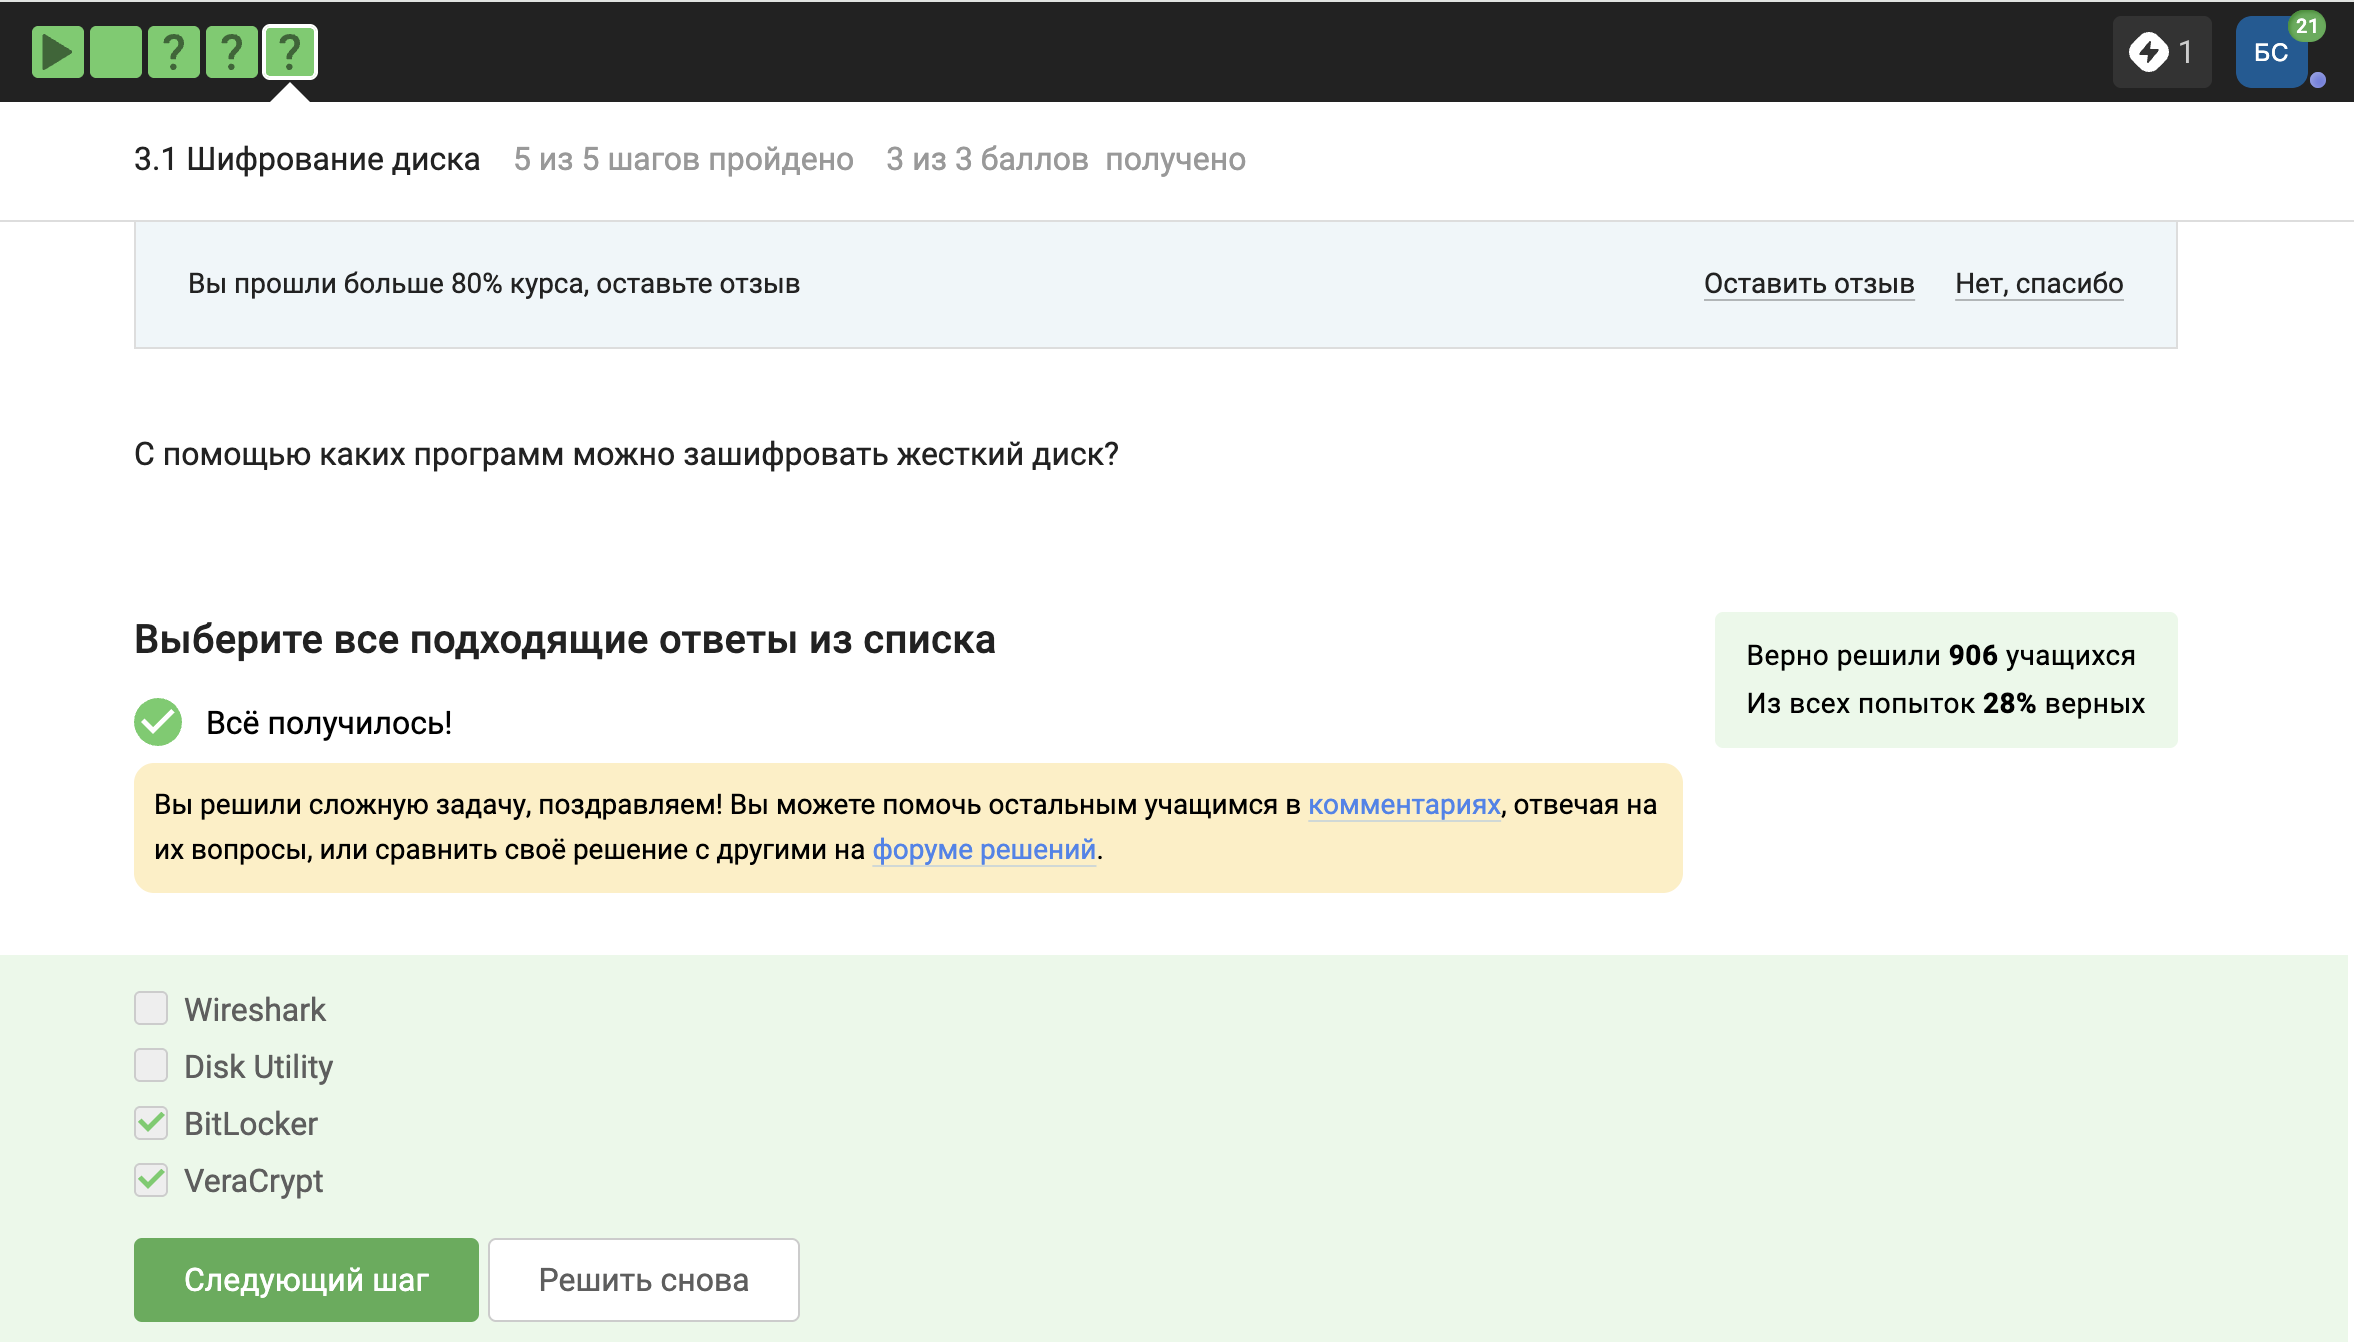 ? ? ?
1
БС
21
3.1 Шифрование диска 5 из 5 шагов пройдено 3 из 3 баллов получено
Вы прошли больше 80% курса, оставьте отзыв Оставить отзыв Нет, спасибо
С помощью каких программ можно зашифровать жесткий диск?
Выберите все подходящие ответы из списка
Верно решили 906 учащихся
Из всех попыток 28% верных
Всё получилось!
Вы решили сложную задачу, поздравляем! Вы можете помочь остальным учащимся в комментариях, отвечая на
их вопросы, или сравнить своё решение с другими на форуме решений.
Wireshark
Disk Utility
BitLocker
VeraCrypt
Следующий шаг Решить снова